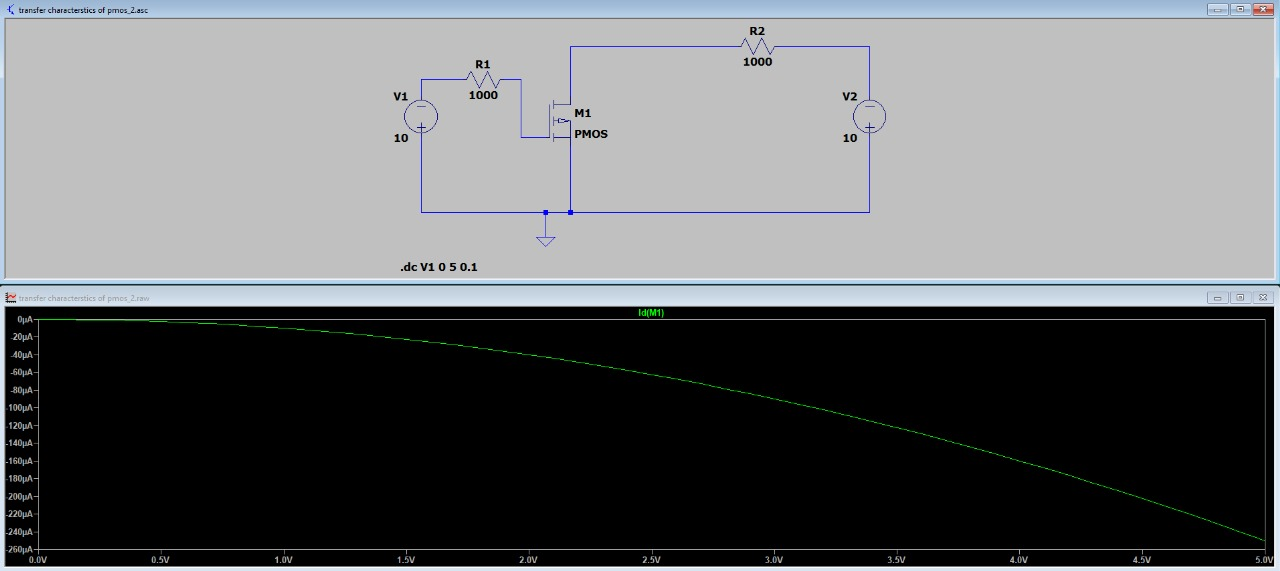 transfer characterstics of pmos_2.asc
R2
1000
R1
1000
V1
10
M1
PMOS
V2
10
.dc V1 0 5 0.1
transfer characterstics of pmos_2.raw
Id(M1)
0µA
-20µA
-40µA
-60µA
-80µA
-100µA
-120µA
-140µA
-160µA
-180µA
-200µA
-220µA
-240µA
-260µA
0.0V 0.5V 1.0V 1.5V 2.0V 2.5V 3.0V 3.5V 4.0V 4.5V 5.0V